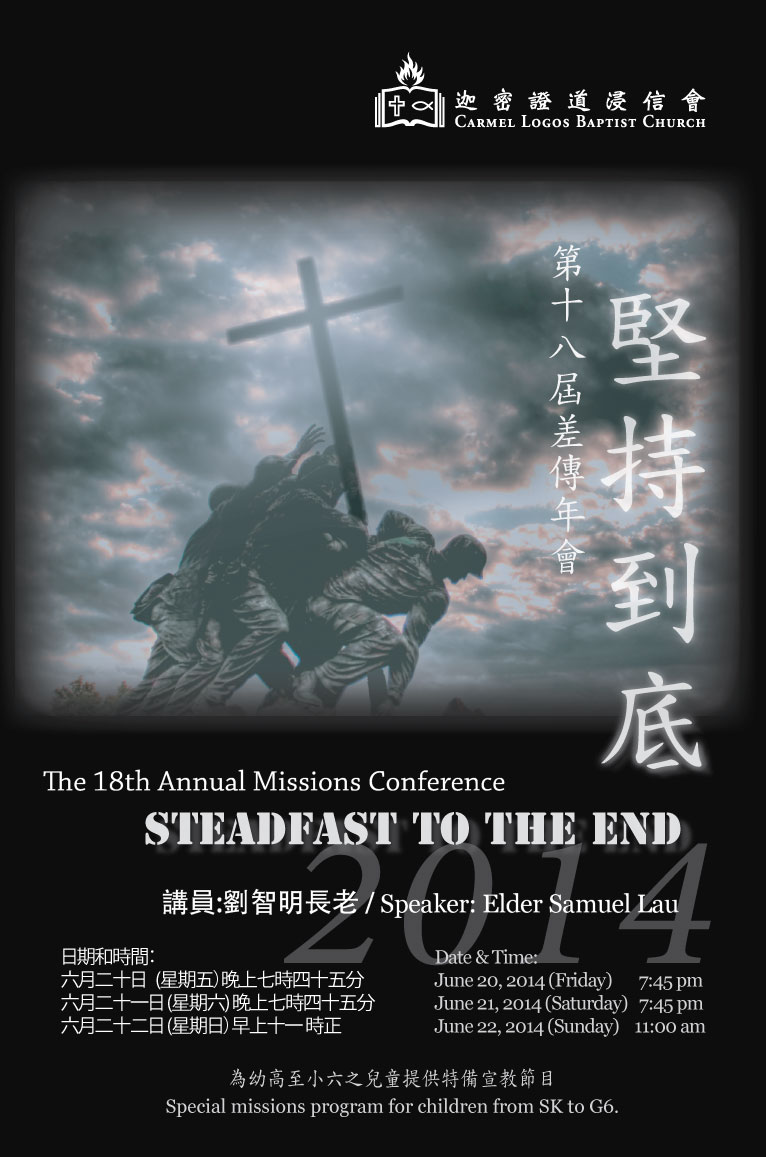 迦密證道浸信會
CARMEL LOGOS BAPTIST CHURCH
第十八屆差傳年會
堅持到底
The 18th Annual Missions Conference
STEADFAST TO THE END
2014
講員:劉智明長老 / Speaker: Elder Samuel Lau
日期和時間:
六月二十日 (星期五) 晚上七時四十五分
六月二十一日 (星期六) 晚上七時四十五分
六月二十二日 (星期日) 早上十一時正
Date & Time:
June 20, 2014 (Friday) 7:45 pm
June 21, 2014 (Saturday) 7:45 pm
June 22, 2014 (Sunday) 11:00 am
為幼高至小六之兒童提供特備宣教節目
Special missions program for children from SK to G6.